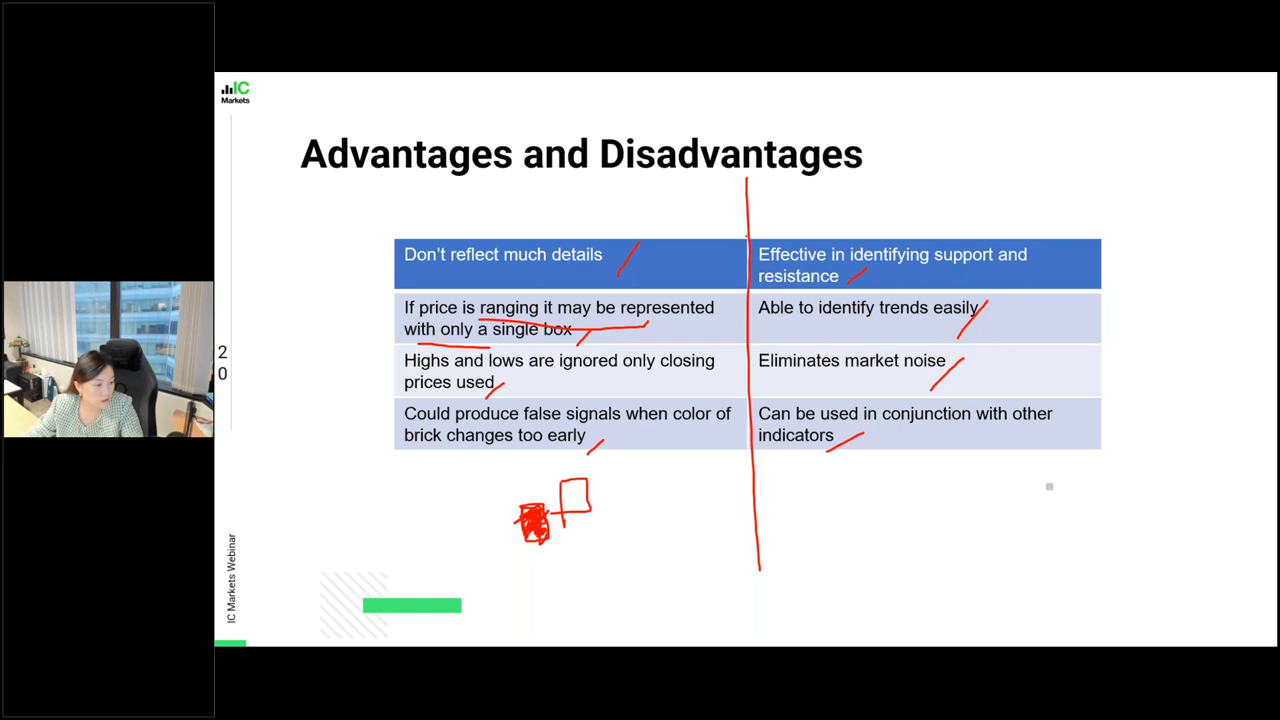 IC
Markets
Advantages and Disadvantages
Don't reflect much details
Effective in identifying support and
resistance
If price is ranging it may be represented
with only a single box
Able to identify trends easily
Highs and lows are ignored only closing
prices used
Eliminates market noise
Could produce false signals when color of
brick changes too early
Can be used in conjunction with other
indicators
2
0
IC Markets Webinar